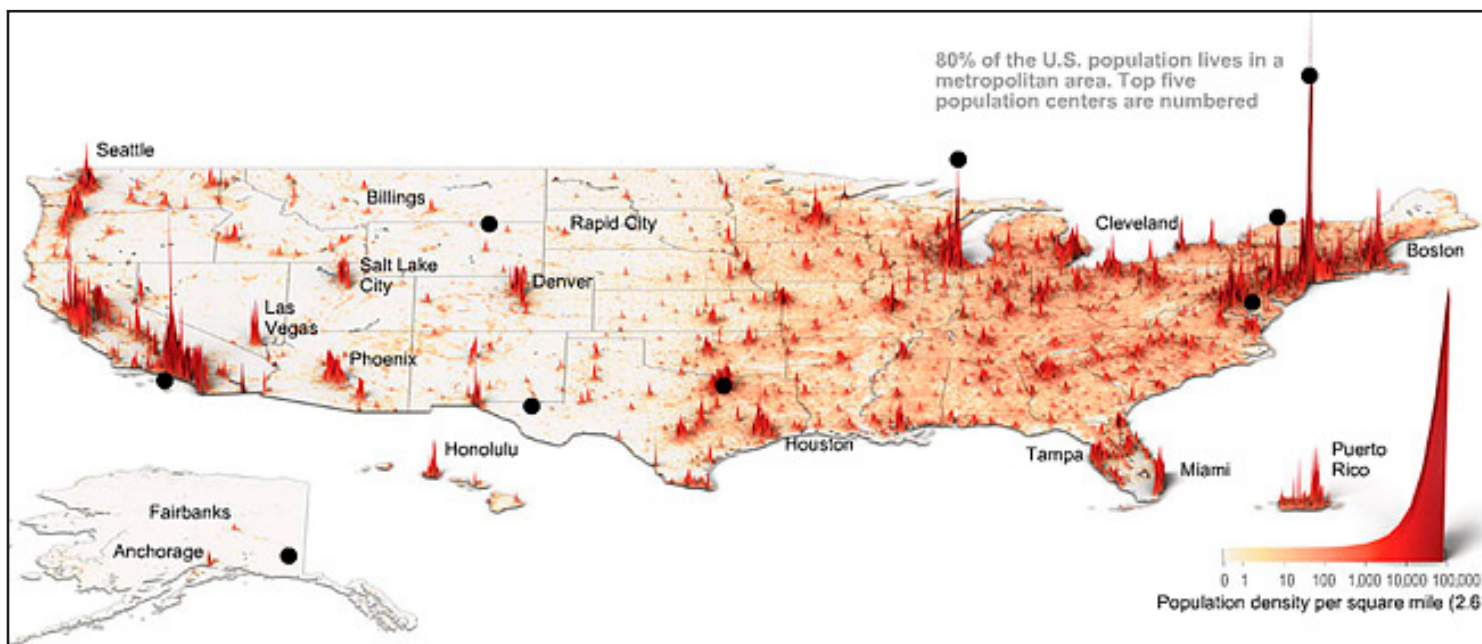 80% of the U.S. population lives in a
metropolitan area. Top five
population centers are numbered
Seattle
Billings
Rapid City
Cleveland
Boston
Salt Lake
City
Denver
Las
Vegas
Phoenix
Honolulu
Houston
Tampa
Miami
Puerto
Rico
Fairbanks
Anchorage
0 1 10 100 1,000 10,000 100,000
Population density per square mile (2.6